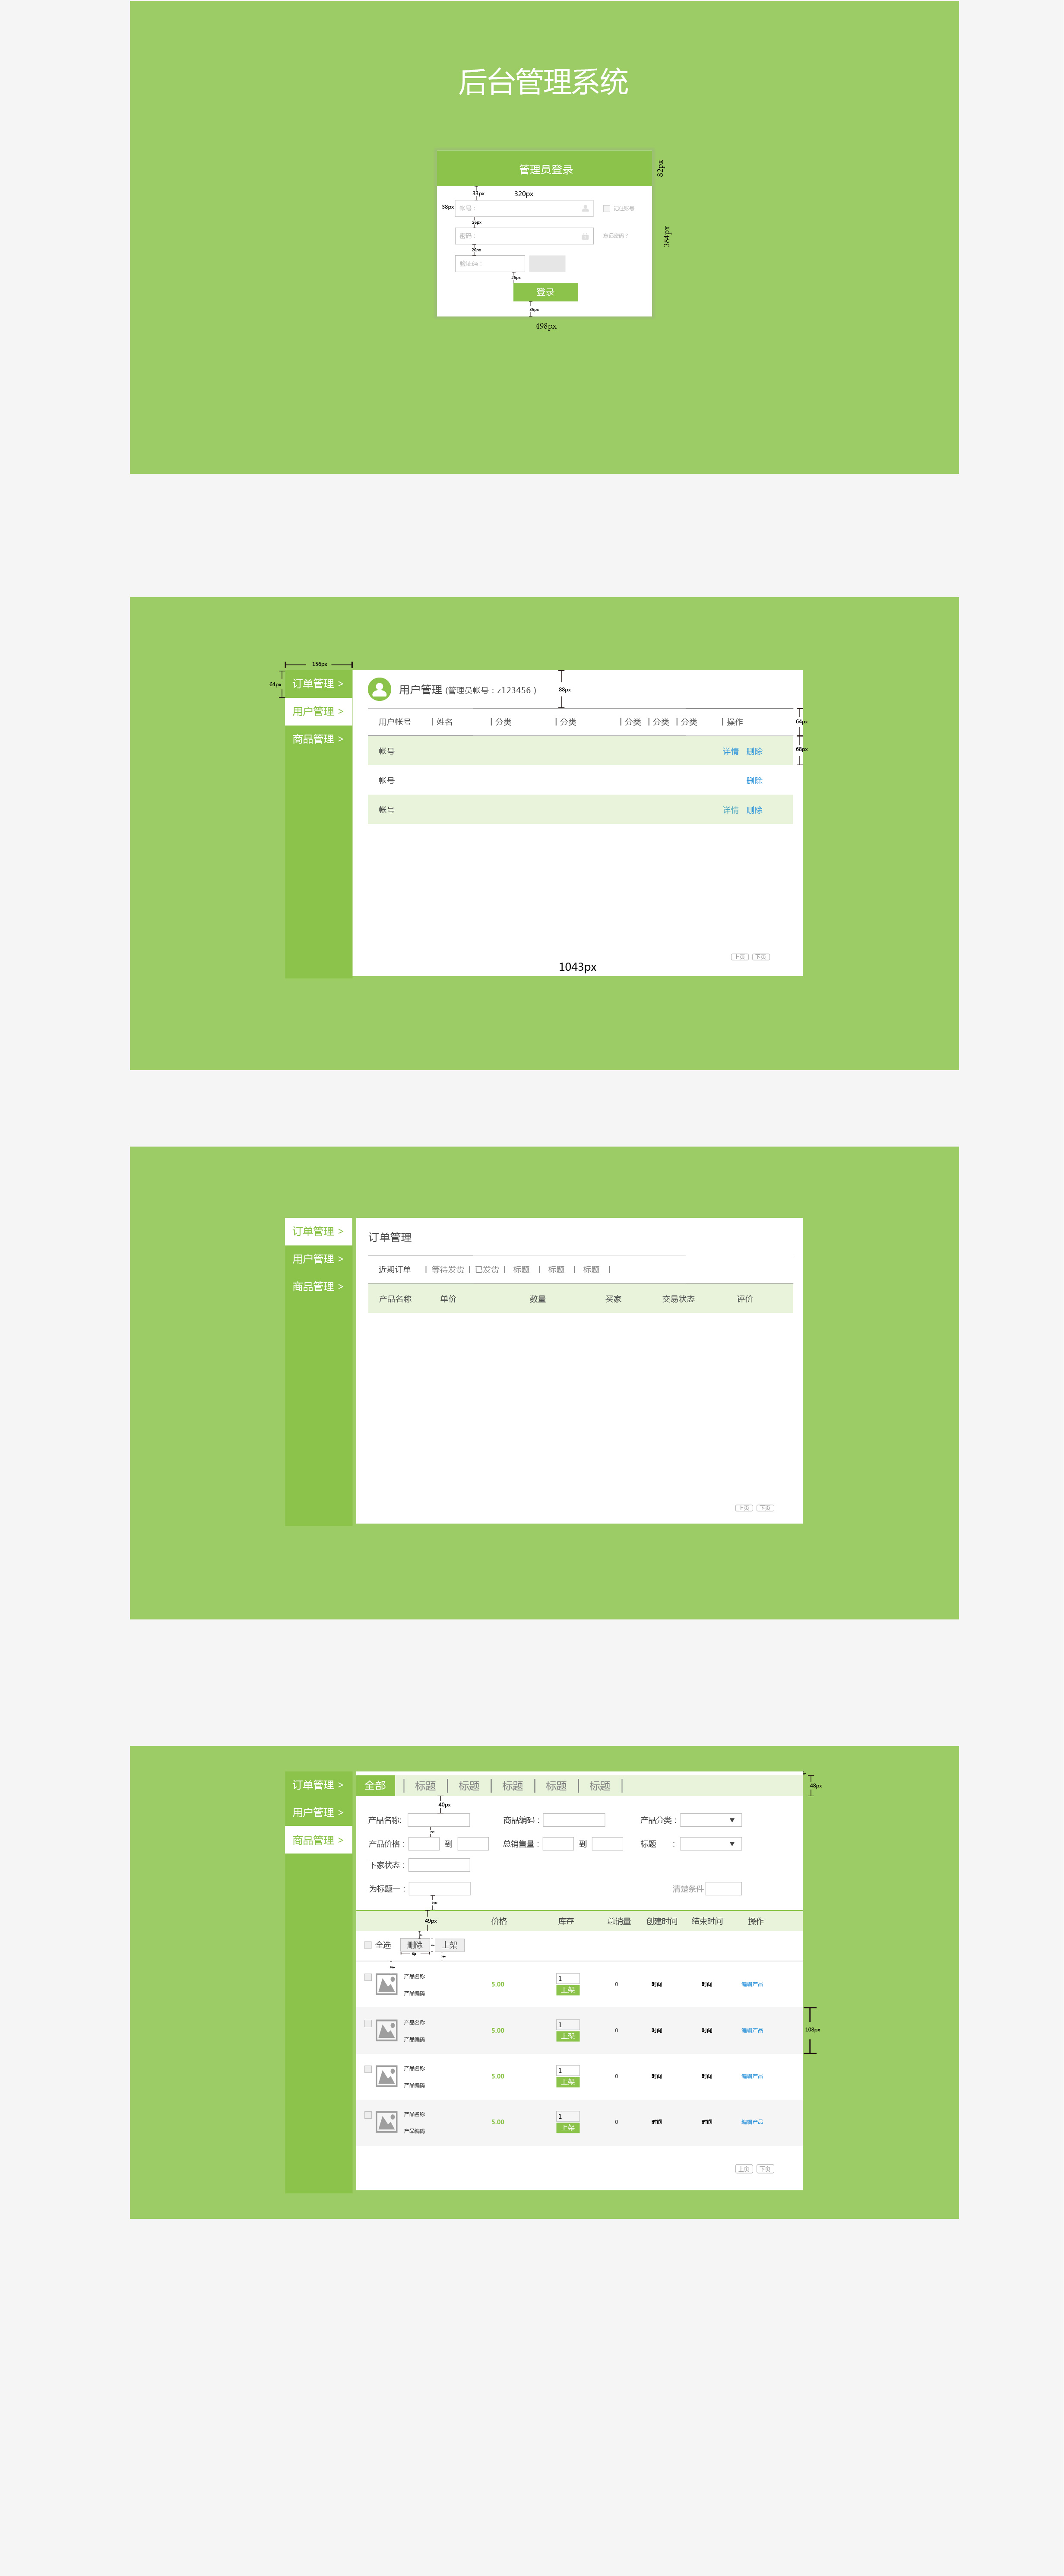 后台管理系统
管理员登录
82px
33px
320px
38px
帐号：
记住帐号
26px
密码：
忘记密码？
384px
26px
验证码：
26px
登录
35px
498px
156px
64px
订单管理 >
用户管理 >
商品管理 >
用户管理 (管理员帐号：z123456 )
88px
用户帐号 | 姓名 | 分类 | 分类 | 分类 | 分类 | 分类 | 操作
64px
帐号 详情 删除
68px
帐号 删除
帐号 详情 删除
上页 下页
1043px
订单管理 >
用户管理 >
商品管理 >
订单管理
近期订单 | 等待发货 | 已发货 | 标题 | 标题 | 标题 |
产品名称 单价 数量 买家 交易状态 评价
上页 下页
订单管理 >
用户管理 >
商品管理 >
全部 | 标题 | 标题 | 标题 | 标题 | 标题 |
48px
40px
产品名称: 商品编码： 产品分类：
产品价格： 到 总销售量： 到 标题 ：
下家状态：
为标题一： 清楚条件
49px
价格 库存 总销量 创建时间 结束时间 操作
全选 删除 上架
产品名称
产品编码
5.00 1 上架 0 时间 时间 编辑产品
产品名称
产品编码
5.00 1 上架 0 时间 时间 编辑产品
108px
产品名称
产品编码
5.00 1 上架 0 时间 时间 编辑产品
产品名称
产品编码
5.00 1 上架 0 时间 时间 编辑产品
上页 下页